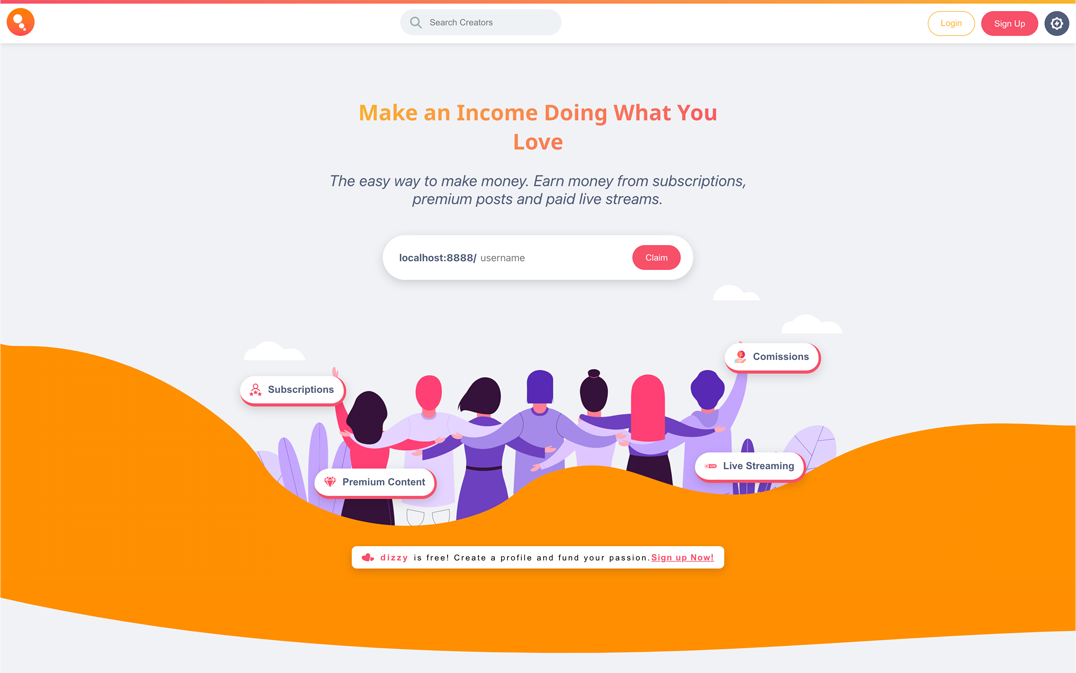 Search Creators
Login
Sign Up
Make an Income Doing What You
Love
The easy way to make money. Earn money from subscriptions,
premium posts and paid live streams.
localhost:8888/ username
Claim
Comissions
Subscriptions
Live Streaming
Premium Content
dizzy is free! Create a profile and fund your passion.Sign up Now!